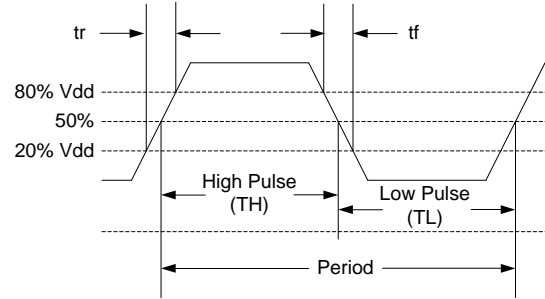 tr
tf
80% Vdd
50%
20% Vdd
High Pulse
(TH)
Low Pulse
(TL)
Period